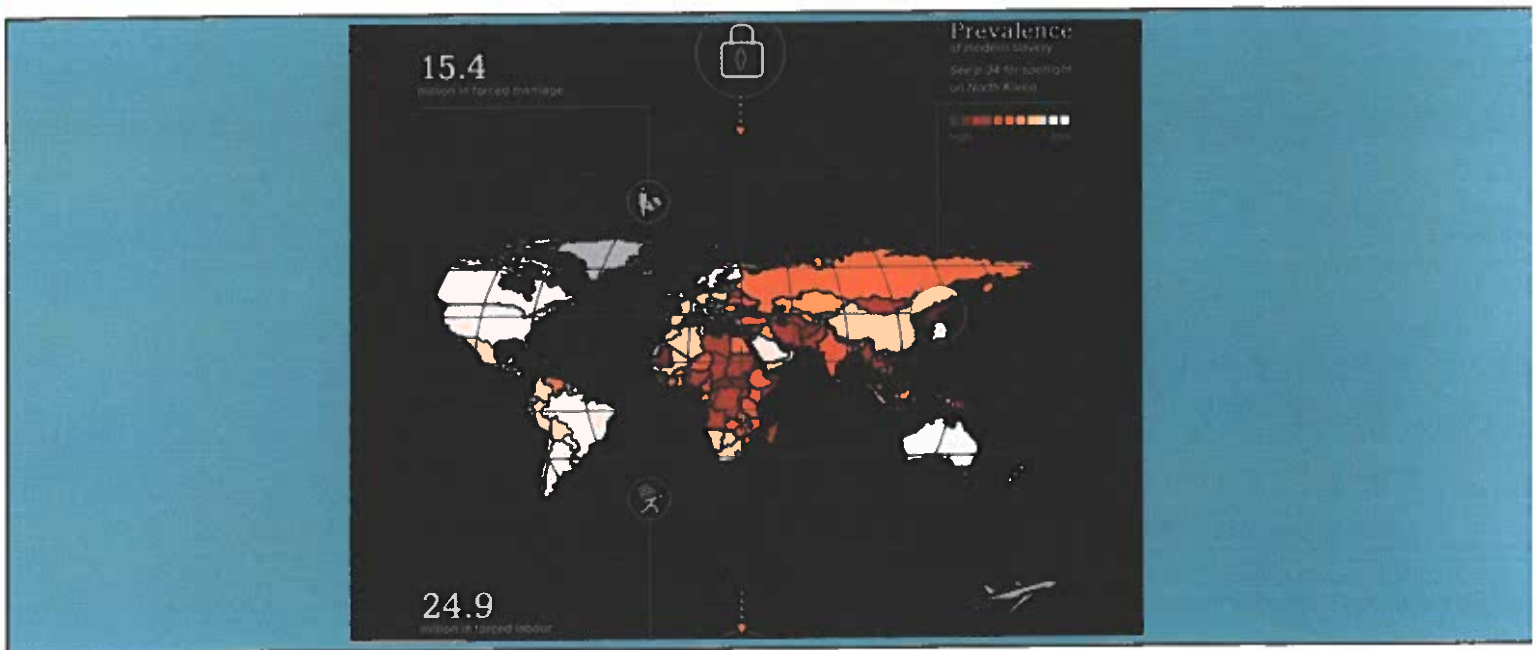 15.4
million in forced marriage
Prevalence
of modern slavery
See p.34 for spotlight
on North Korea
High
24.9
million in forced labour